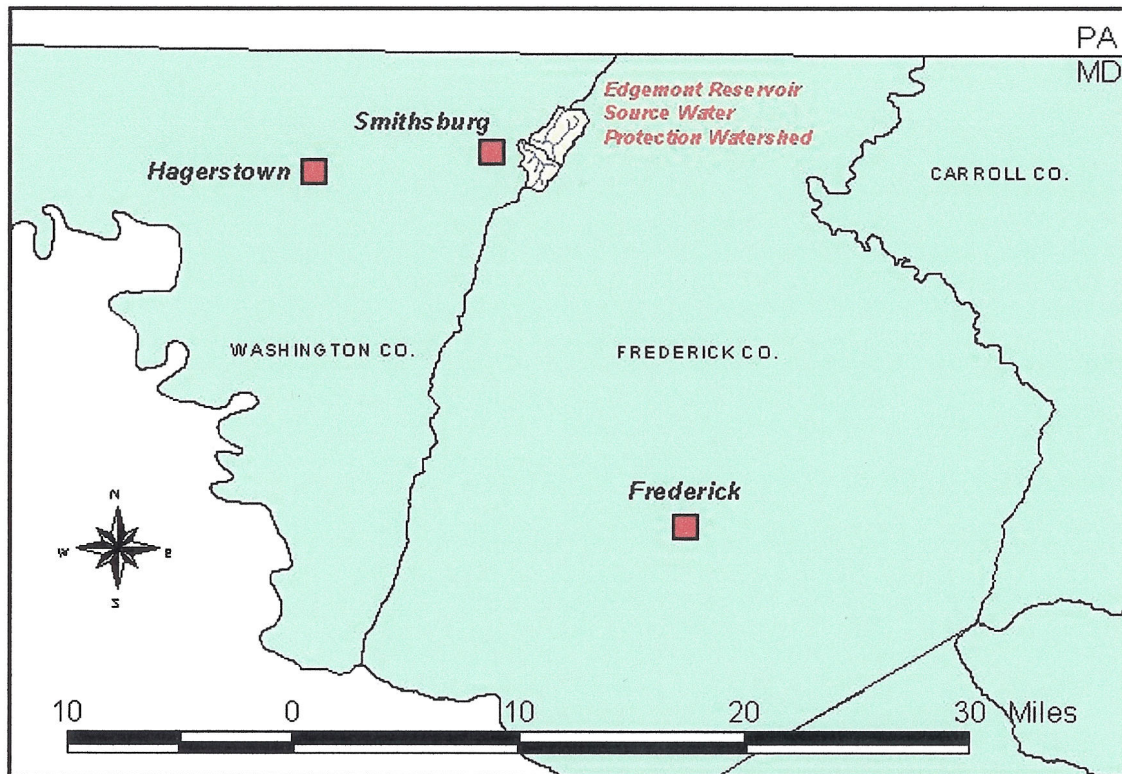 PA
MD
Edgemont Reservoir
Source Water
Protection Watershed
Smithsburg
Hagerstown
CARROLL CO.
WASHINGTON CO.
FREDERICK CO.
Frederick
N
W E
S
10 0 10 20 30 Miles